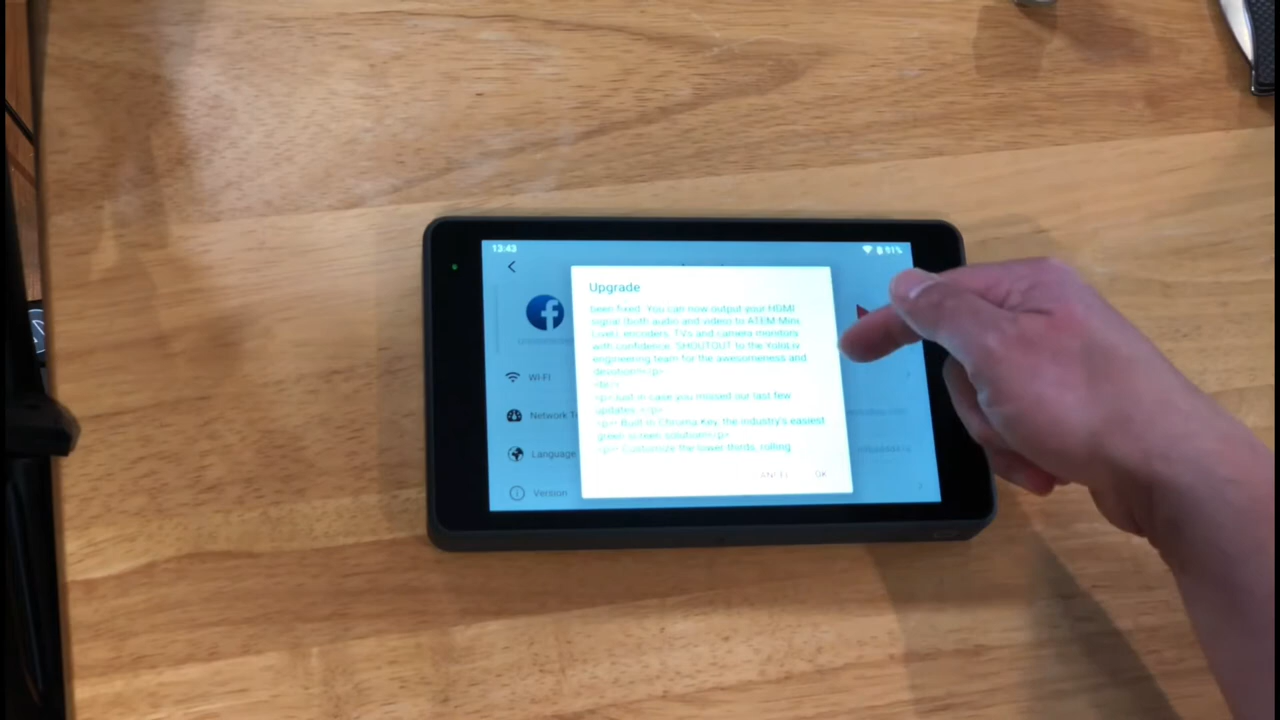 13:43
91%
Upgrade
been fixed. You can now output your HDMI
signal (both audio and video to ATEM Mini,
encoders, TVs and camera monitors
with confidence. SHOUTOUT to the YoloLiv
engineering team for the awesomeness and
<p>Just in case you missed our last few
updates.</p>
<p>* Built in Chroma Key, the industry's easiest
green screen solution</p>
<p>* Customize the lower thirds, rolling
OK
Wi-Fi
Network T
Language
Version